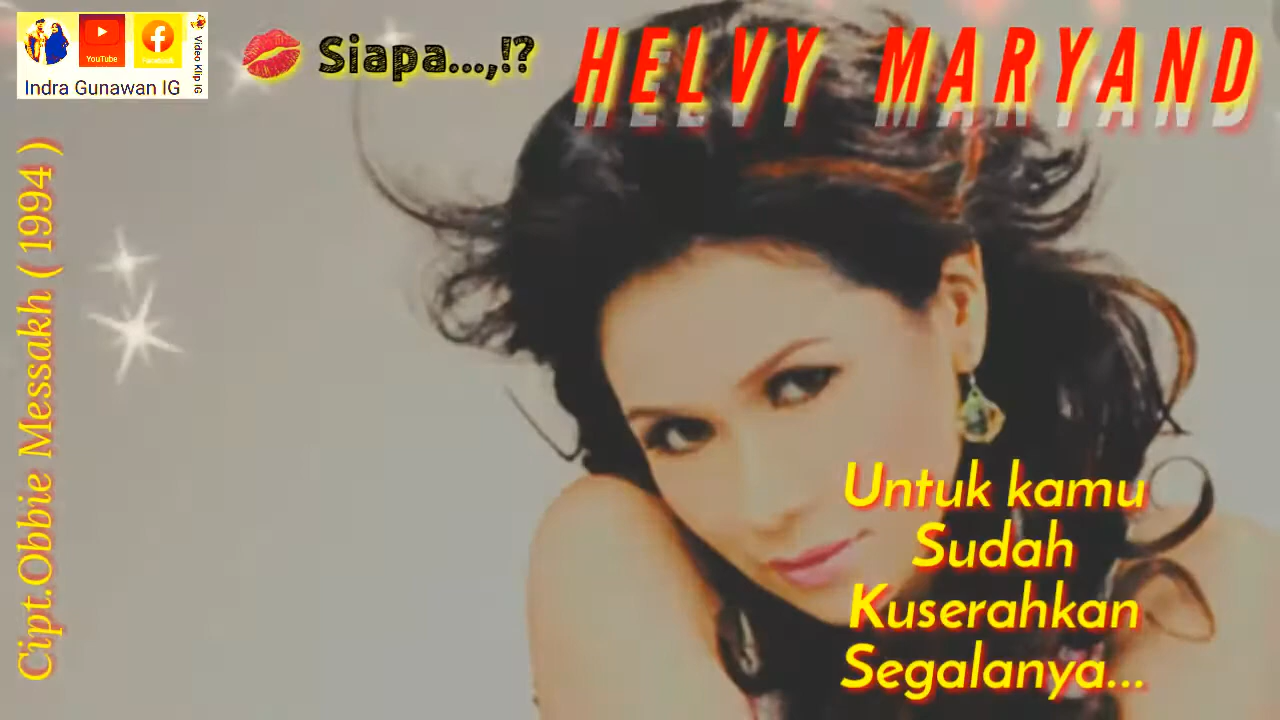 YouTube
Facebook
Video Klip IG
Indra Gunawan IG
Siapa...,!?
HELVY MARYAND
Cipt.Obbie Messakh ( 1994 )
Untuk kamu
Sudah
Kuserahkan
Segalanya...